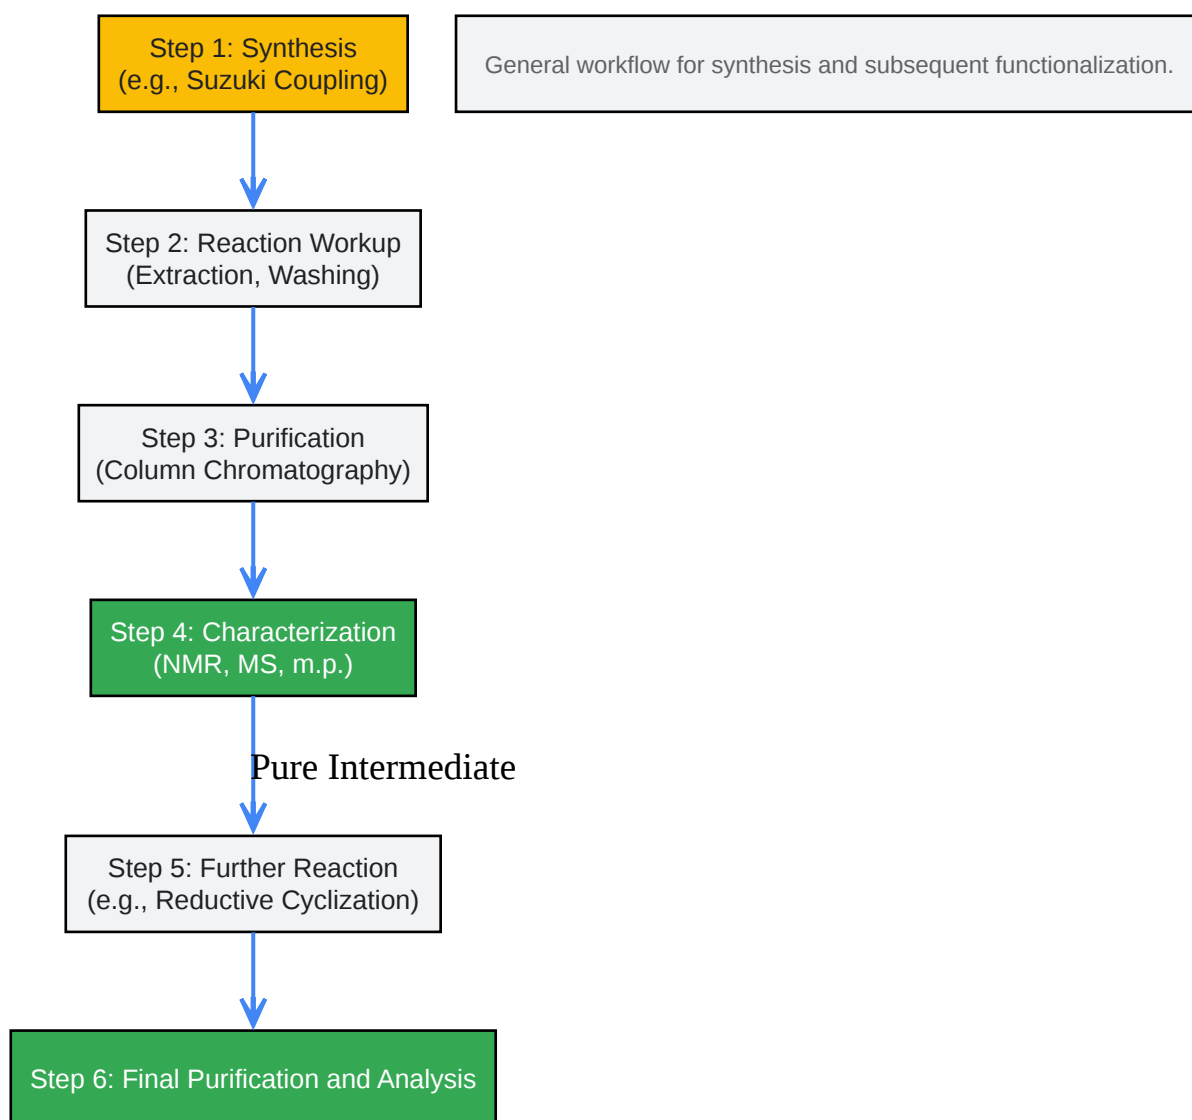 Step 1: Synthesis
(e.g., Suzuki Coupling)
General workflow for synthesis and subsequent functionalization.
Step 2: Reaction Workup
(Extraction, Washing)
Step 3: Purification
(Column Chromatography)
Step 4: Characterization
(NMR, MS, m.p.)
Pure Intermediate
Step 5: Further Reaction
(e.g., Reductive Cyclization)
Step 6: Final Purification and Analysis